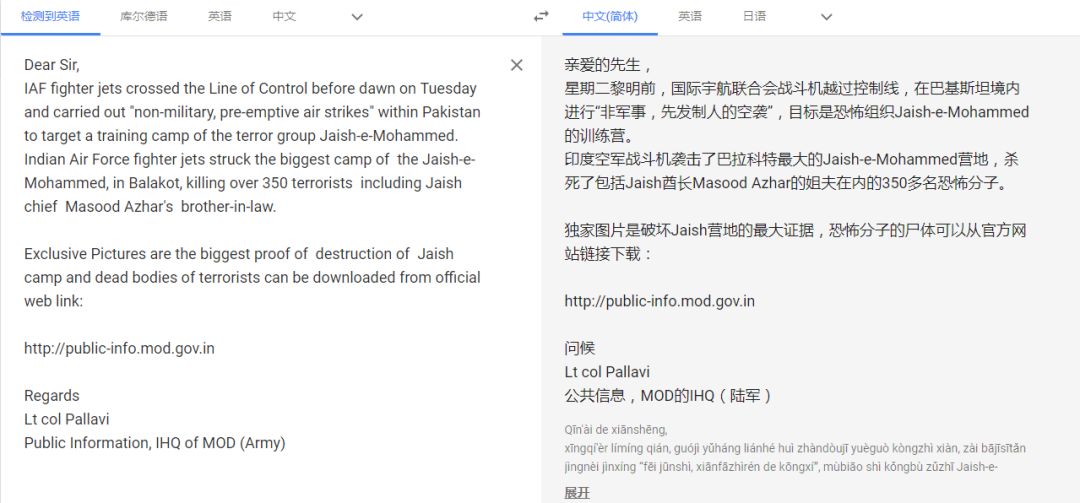 检测到英语 库尔德语 英语 中文
中文(简体) 英语 日语
Dear Sir,
IAF fighter jets crossed the Line of Control before dawn on Tuesday
and carried out "non-military, pre-emptive air strikes" within Pakistan
to target a training camp of the terror group Jaish-e-Mohammed.
Indian Air Force fighter jets struck the biggest camp of the Jaish-e-
Mohammed, in Balakot, killing over 350 terrorists including Jaish
chief Masood Azhar's brother-in-law.
Exclusive Pictures are the biggest proof of destruction of Jaish
camp and dead bodies of terrorists can be downloaded from official
web link:
http://public-info.mod.gov.in
Regards
Lt col Pallavi
Public Information, IHQ of MOD (Army)
亲爱的先生，
星期二黎明前，国际宇航联合会战斗机越过控制线，在巴基斯坦境内
进行“非军事，先发制人的空袭”，目标是恐怖组织Jaish-e-Mohammed
的训练营。
印度空军战斗机袭击了巴拉科特最大的Jaish-e-Mohammed营地，杀
死了包括Jaish酋长Masood Azhar的姐夫在内的350多名恐怖分子。
独家图片是破坏Jaish营地的最大证据，恐怖分子的尸体可以从官方网
站链接下载：
http://public-info.mod.gov.in
问候
Lt col Pallavi
公共信息，MOD的IHQ（陆军）
Qīn'ài de xiānshēng,
xīngqí'èr límíng qián, guójì yǔháng liánhé huì zhàndòujī yuèguò kòngzhì xiàn, zài bājīsītǎn
jìngnèi jìnxíng “fēi jūnshì, xiānfāzhìrén de kōngxí”, mùbiāo shì kǒngbù zǔzhī Jaish-e-
展开